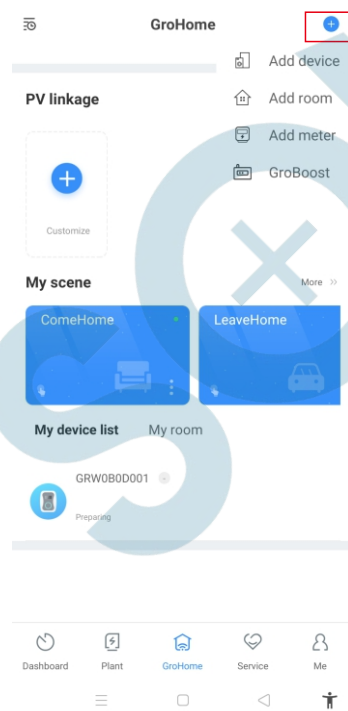 GroHome
Add device
PV linkage
Add room
Add meter
GroBoost
Customize
My scene
More
ComeHome
LeaveHome
My device list
My room
GRW0B0D001
Preparing
Dashboard
Plant
GroHome
Service
Me